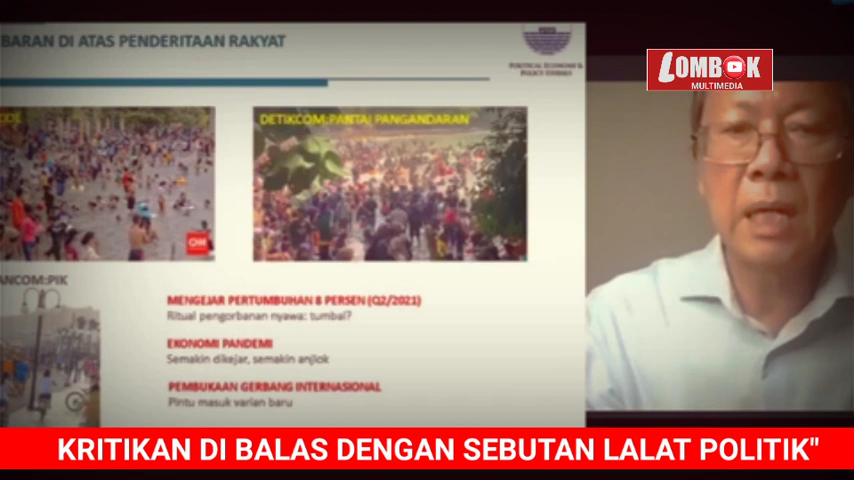 BARAN DI ATAS PENDERITAAN RAKYAT
POLITICAL ECONOMY &
POLICY STUDIES
LOMBOK
MULTIMEDIA
DETIKCOM:PANTAI PANGANDARAN
CNN
ANCOM:PIK
MENGEJAR PERTUMBUHAN 8 PERSEN (Q2/2021)
Ritual pengorbanan nyawa: tumbal?
EKONOMI PANDEMI
Semakin dikejar, semakin anjlok
PEMBUKAAN GERBANG INTERNASIONAL
Pintu masuk varian baru
KRITIKAN DI BALAS DENGAN SEBUTAN LALAT POLITIK"